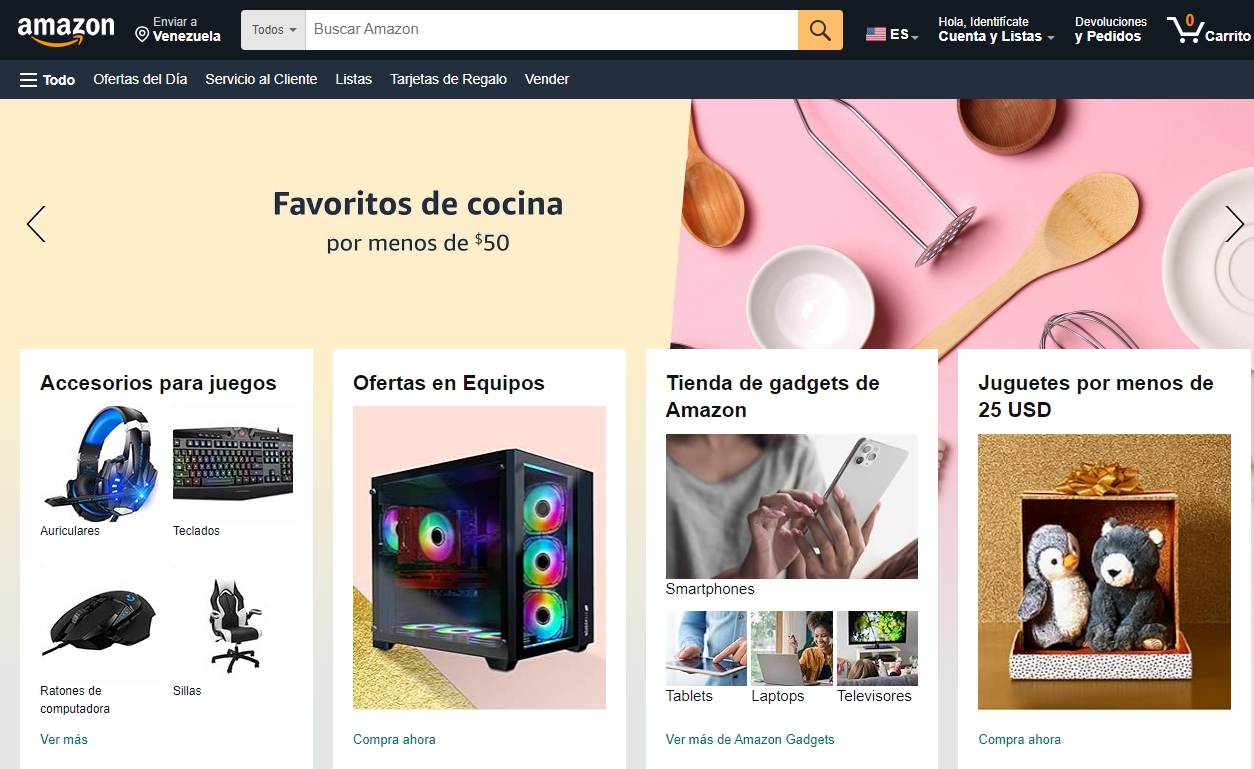 amazon
Enviar a
Venezuela
Todos
Buscar Amazon
ES
Hola, Identifícate
Cuenta y Listas
Devoluciones
y Pedidos
0
Carrito
Todo
Ofertas del Día
Servicio al Cliente
Listas
Tarjetas de Regalo
Vender
Favoritos de cocina
por menos de $50
Accesorios para juegos
Auriculares
Teclados
Ratones de
computadora
Sillas
Ver más
Ofertas en Equipos
Compra ahora
Tienda de gadgets de
Amazon
Smartphones
Tablets
Laptops
Televisores
Ver más de Amazon Gadgets
Juguetes por menos de
25 USD
Compra ahora